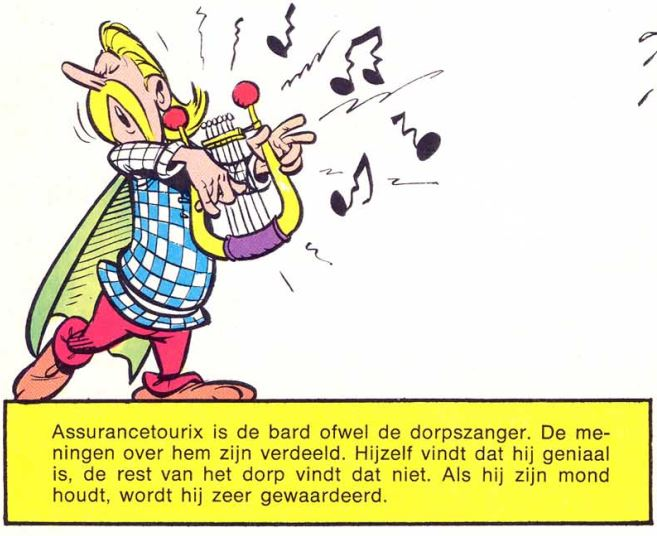 Assurancetourix is de bard ofwel de dorpszanger. De me-
ningen over hem zijn verdeeld. Hijzelf vindt dat hij geniaal
is, de rest van het dorp vindt dat niet. Als hij zijn mond
houdt, wordt hij zeer gewaardeerd.